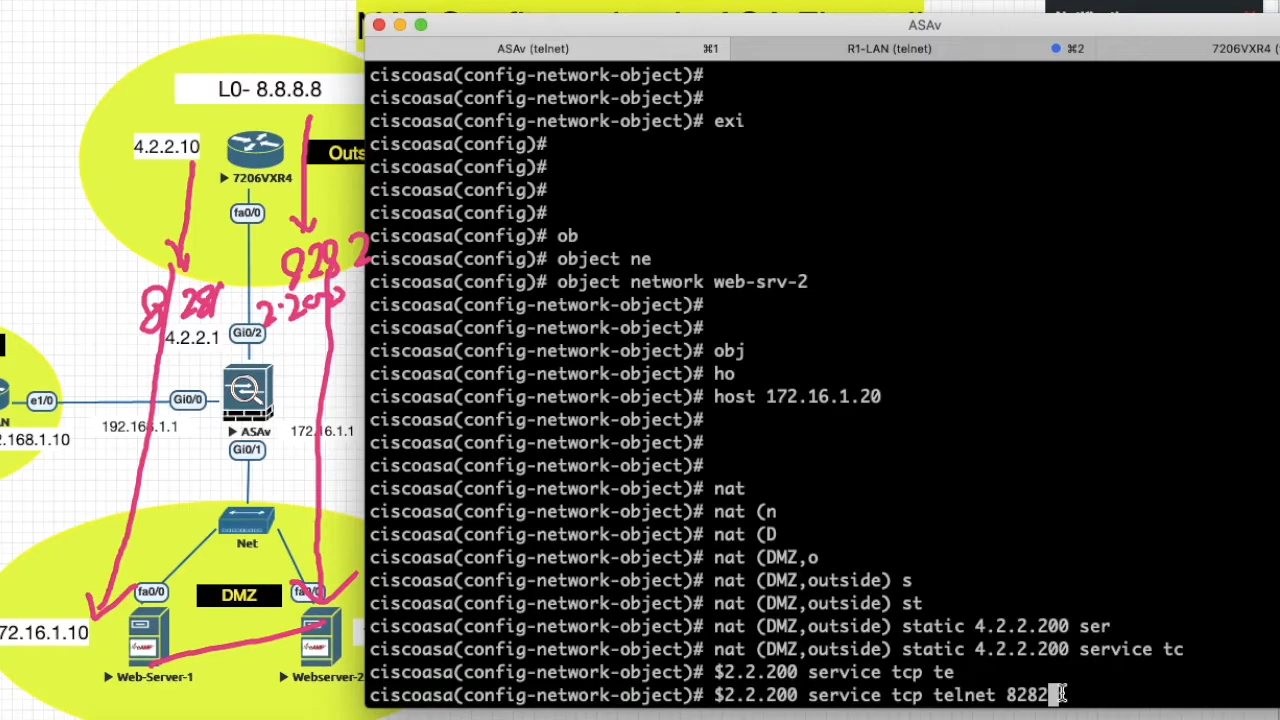 ASAv
ASAv (telnet) ⌘1 R1-LAN (telnet) ⌘2 7206VXR4
ciscoasa(config-network-object)#
ciscoasa(config-network-object)#
ciscoasa(config-network-object)# exi
ciscoasa(config)#
ciscoasa(config)#
ciscoasa(config)#
ciscoasa(config)#
ciscoasa(config)# ob
ciscoasa(config)# object ne
ciscoasa(config)# object network web-srv-2
ciscoasa(config-network-object)#
ciscoasa(config-network-object)#
ciscoasa(config-network-object)# obj
ciscoasa(config-network-object)# ho
ciscoasa(config-network-object)# host 172.16.1.20
ciscoasa(config-network-object)#
ciscoasa(config-network-object)#
ciscoasa(config-network-object)#
ciscoasa(config-network-object)# nat
ciscoasa(config-network-object)# nat (n
ciscoasa(config-network-object)# nat (D
ciscoasa(config-network-object)# nat (DMZ,o
ciscoasa(config-network-object)# nat (DMZ,outside) s
ciscoasa(config-network-object)# nat (DMZ,outside) st
ciscoasa(config-network-object)# nat (DMZ,outside) static 4.2.2.200 ser
ciscoasa(config-network-object)# nat (DMZ,outside) static 4.2.2.200 service tc
ciscoasa(config-network-object)# $2.2.200 service tcp te
ciscoasa(config-network-object)# $2.2.200 service tcp telnet 8282
L0- 8.8.8.8
4.2.2.10
Outs
7206VXR4
fa0/0
4.2.2.1
Gi0/2
e1/0
Gi0/0
192.168.1.1
ASAv
172.16.1.1
.168.1.10
Gi0/1
Net
fa0/0
DMZ
fa0/0
72.16.1.10
Web-Server-1
Webserver-2